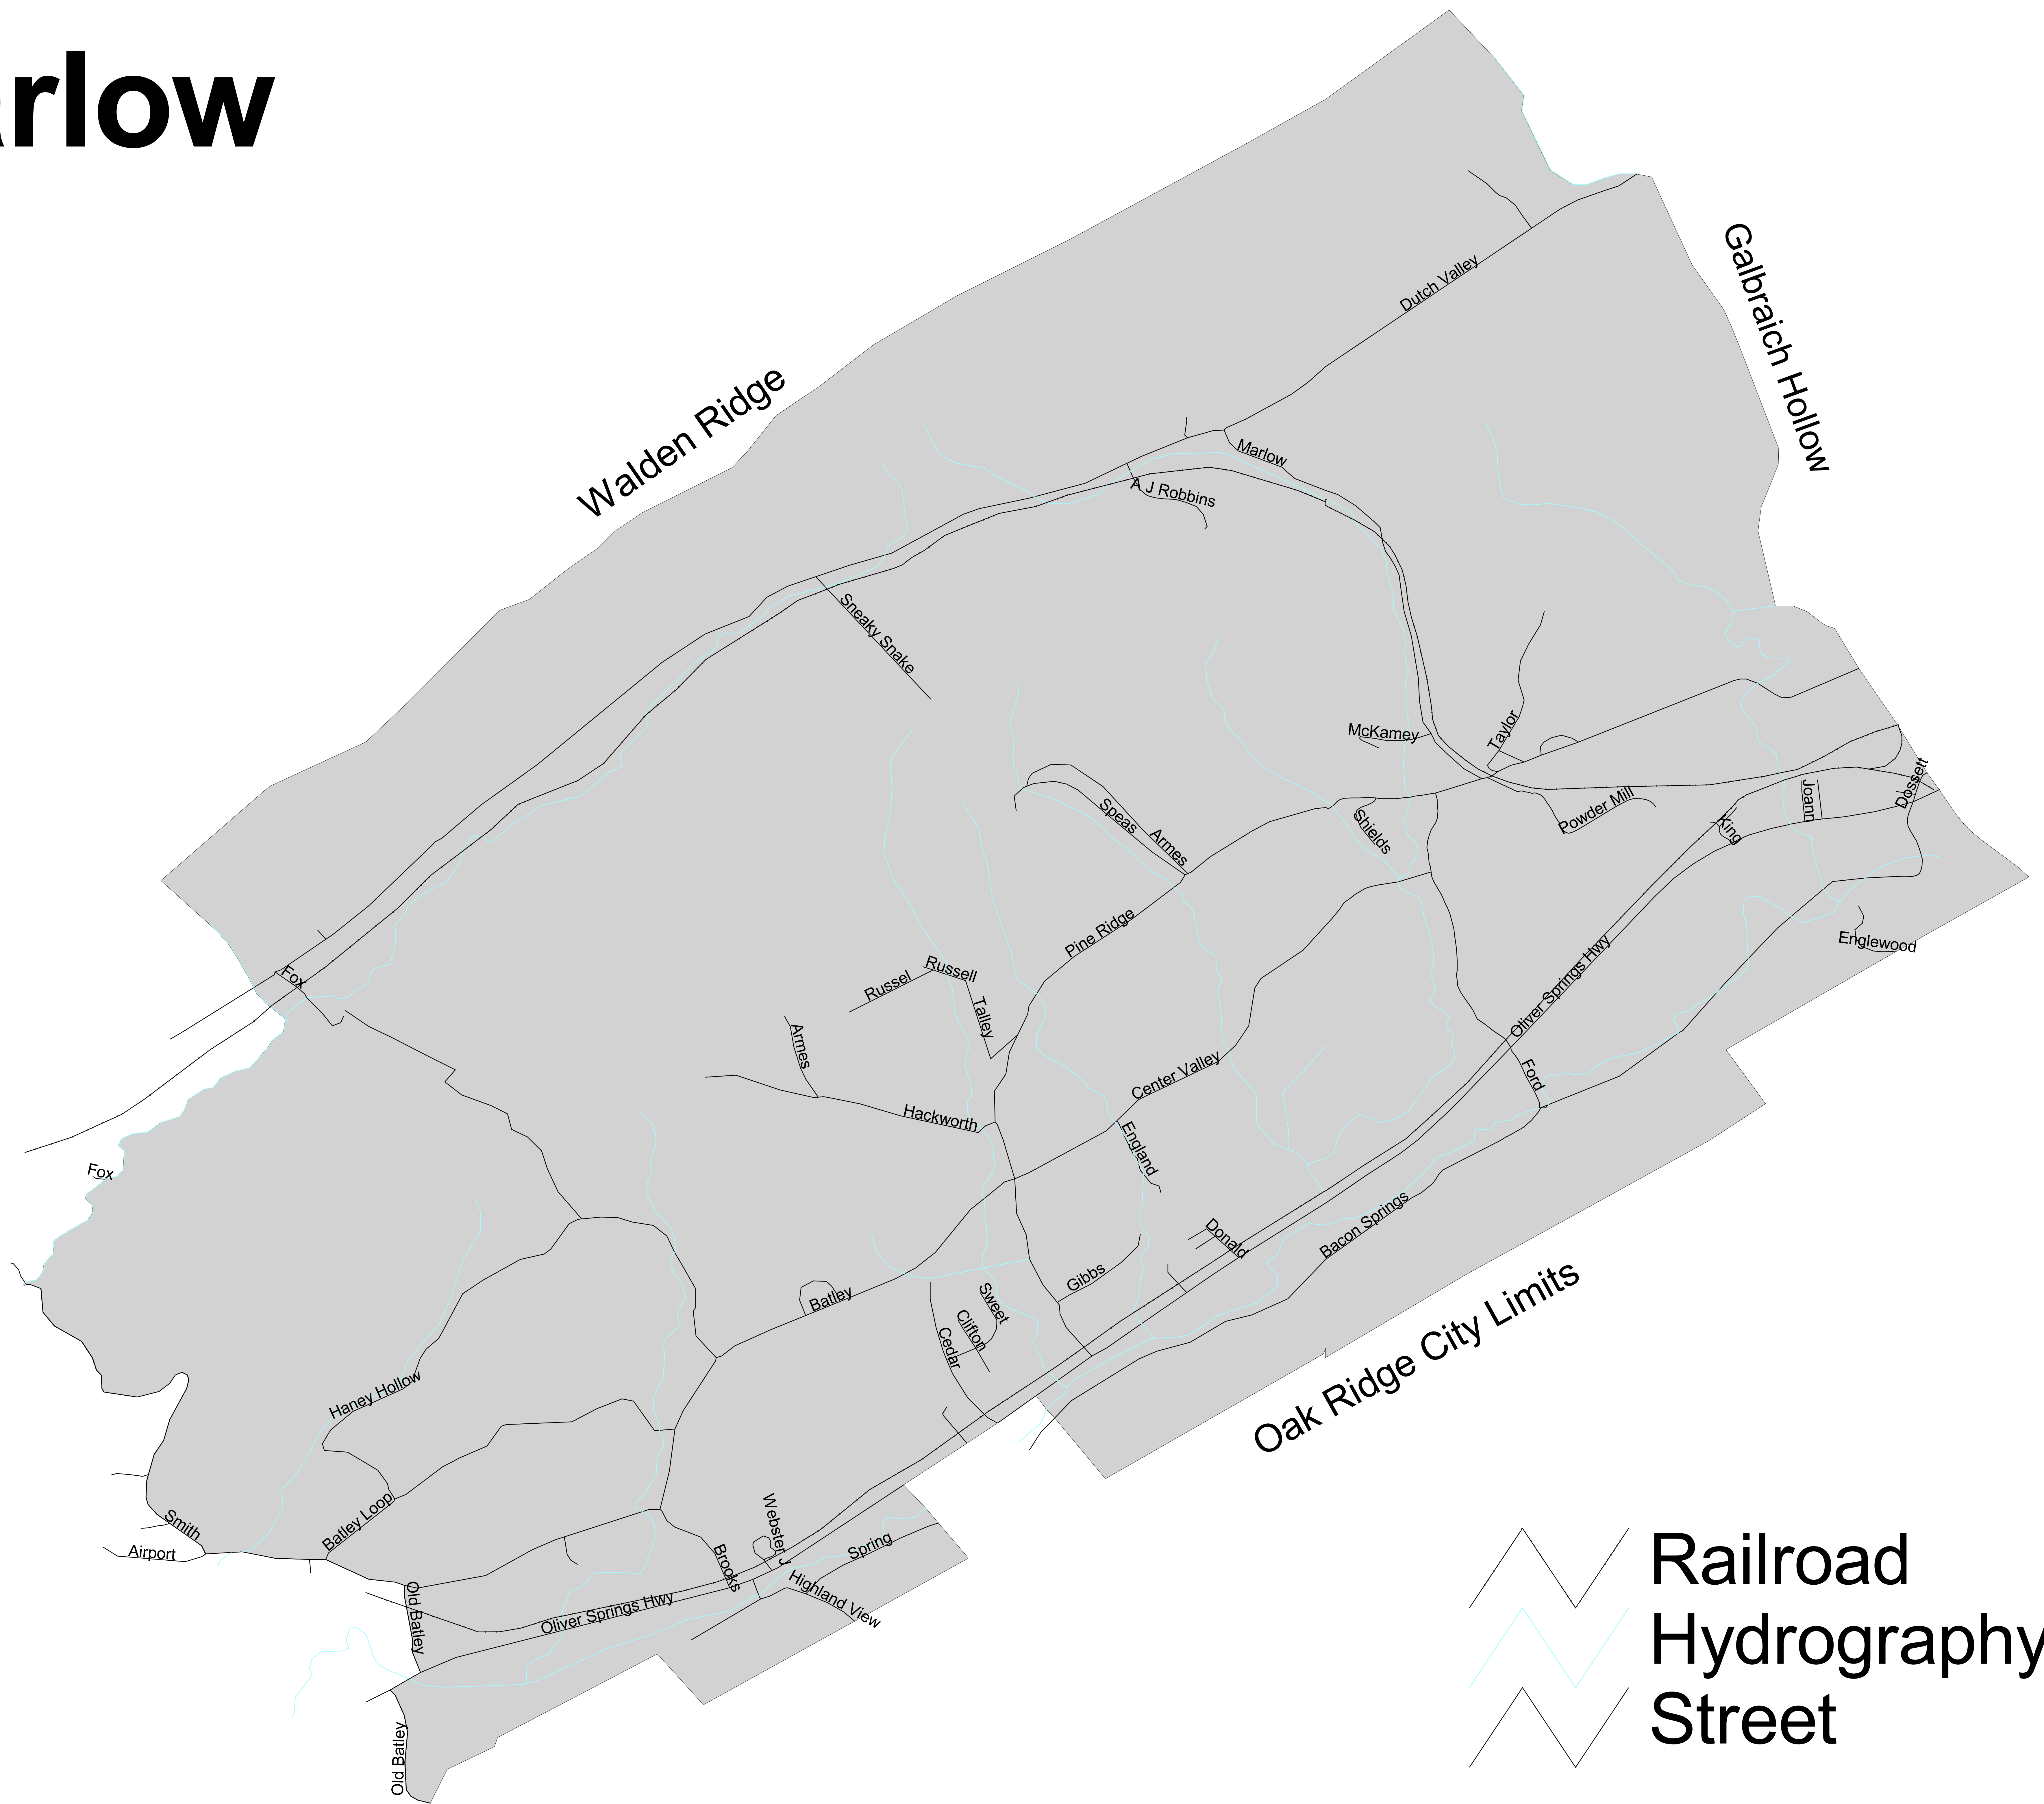 arlow
Galbraich Hollow
Dutch Valley
Walden Ridge
Marlow
A J Robbins
Sneaky Snake
McKamey
Taylor
Dossett
Joann
Powder Mill
King
Shields
Speas
Armes
Pine Ridge
Englewood
Oliver Springs Hwy
Russell
Russel
Fox
Talley
Armes
Center Valley
Ford
Hackworth
England
Fox
Bacon Springs
Donald
Gibbs
Batley
Sweet
Clifton
Cedar
Oak Ridge City Limits
Haney Hollow
Batley Loop
Smith
Airport
Webster J
Spring
Brooks
Highland View
Old Batley
Oliver Springs Hwy
Old Batley
Railroad
Hydrography
Street